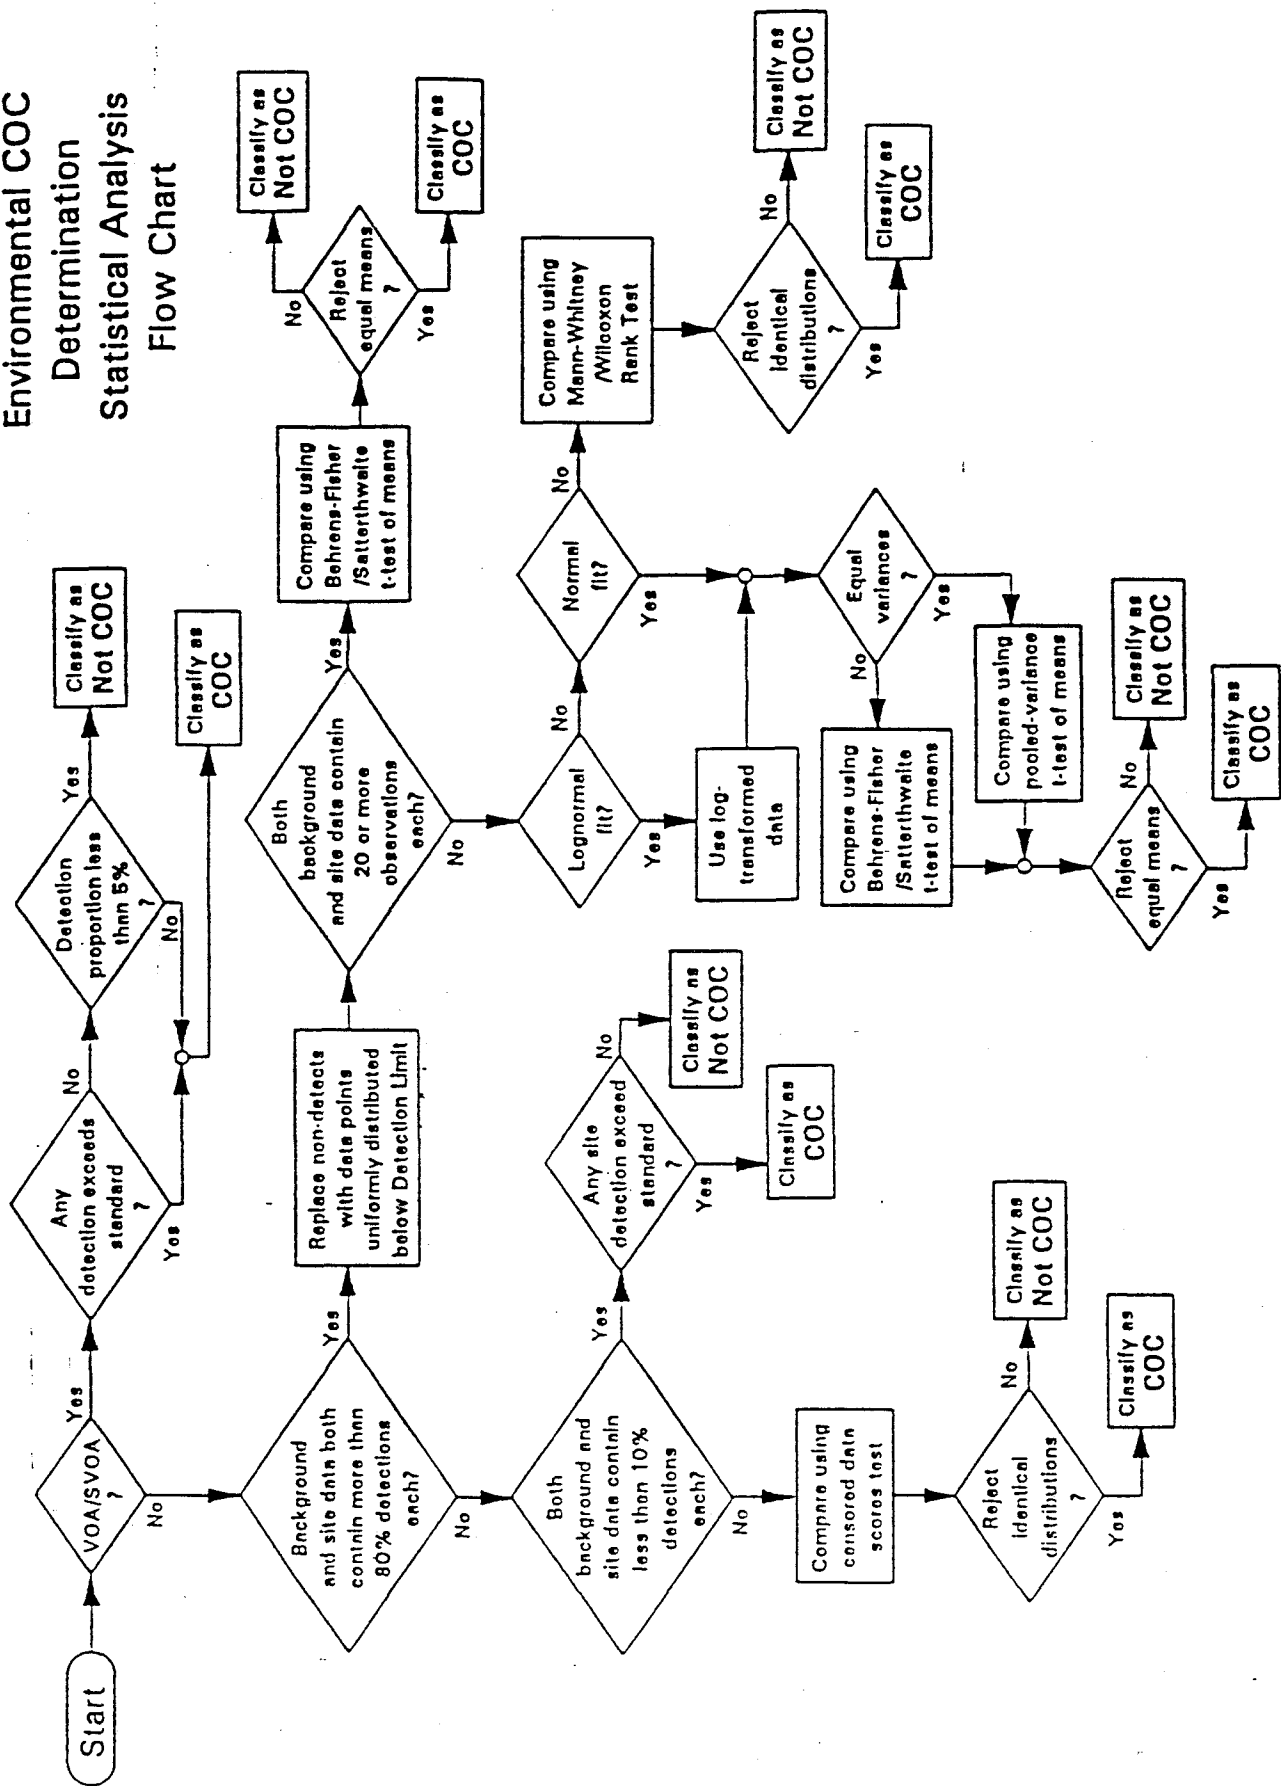 Environmental COC
Determination
Statistical Analysis
Flow Chart
Start
VOA/SVOA
?
Yes
No
Any
detection exceeds
standard
?
No
Yes
Detection
proportion less
than 5%
?
Yes
No
Classify as
Not COC
Classify as
COC
Background
and site data both
contain more than
80% detections
each?
Yes
No
Replace non-detects
with data points
uniformly distributed
below Detection Limit
Both
background
and site data contain
20 or more
observations
each?
Yes
No
Compare using
Behrens-Fisher
/Satterthwaite
t-test of means
Reject
equal means
?
No
Yes
Classify as
Not COC
Classify as
COC
Both
background and
site data contain
less than 10%
detections
each?
Yes
No
Any site
detection exceed
standard
?
No
Yes
Classify as
Not COC
Classify as
COC
Lognormal
fit?
No
Yes
Normal
fit?
No
Yes
Compare using
Mann-Whitney
/Wilcoxon
Rank Test
Reject
identical
distributions
?
No
Yes
Classify as
Not COC
Classify as
COC
Use log-
transformed
data
Equal
variances
?
No
Yes
Compare using
Behrens-Fisher
/Satterthwaite
t-test of means
Compare using
pooled-variance
t-test of means
Reject
equal means
?
No
Yes
Classify as
Not COC
Classify as
COC
Compare using
censored data
scores test
Reject
identical
distributions
?
No
Yes
Classify as
Not COC
Classify as
COC